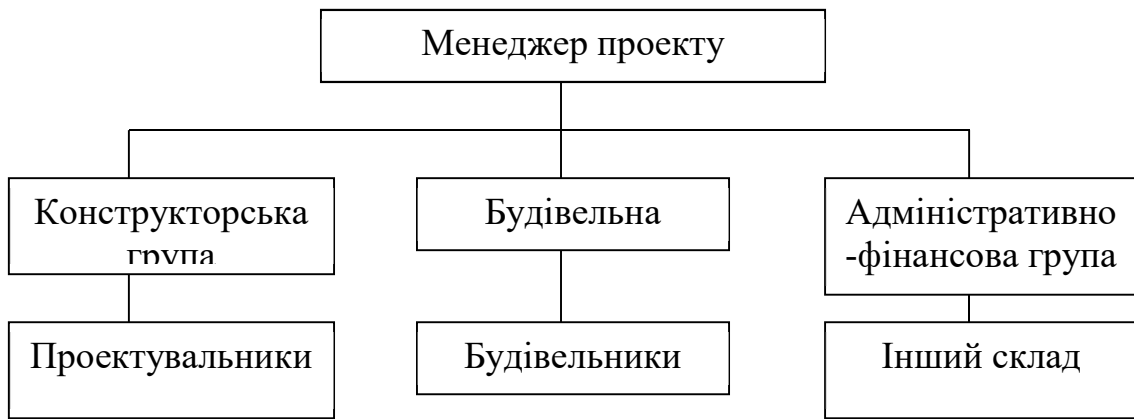 Менеджер проекту
Конструкторська
група
Будівельна
Адміністративно
-фінансова група
Проектувальники
Будівельники
Інший склад